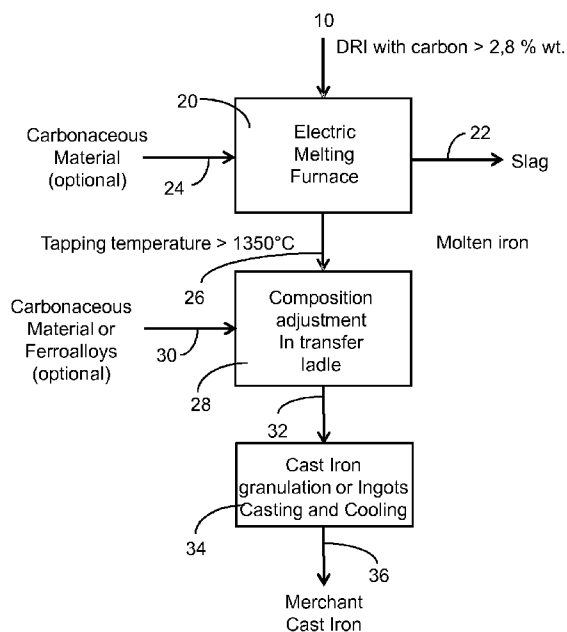 10
DRI with carbon > 2,8 % wt.
20
Electric
Melting
Furnace
Carbonaceous
Material
(optional)
24
22
Slag
Tapping temperature > 1350°C
Molten iron
26
Composition
adjustment
In transfer
ladle
Carbonaceous
Material or
Ferroalloys
(optional)
30
28
32
Cast Iron
granulation or Ingots
Casting and Cooling
34
36
Merchant
Cast Iron